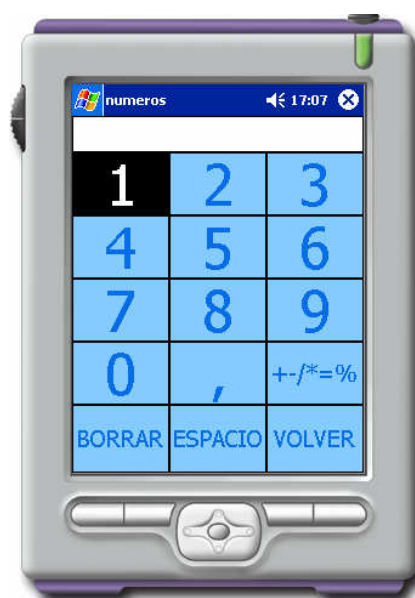 numeros 17:07
1 2 3
4 5 6
7 8 9
0 , +-/*=%
BORRAR ESPACIO VOLVER